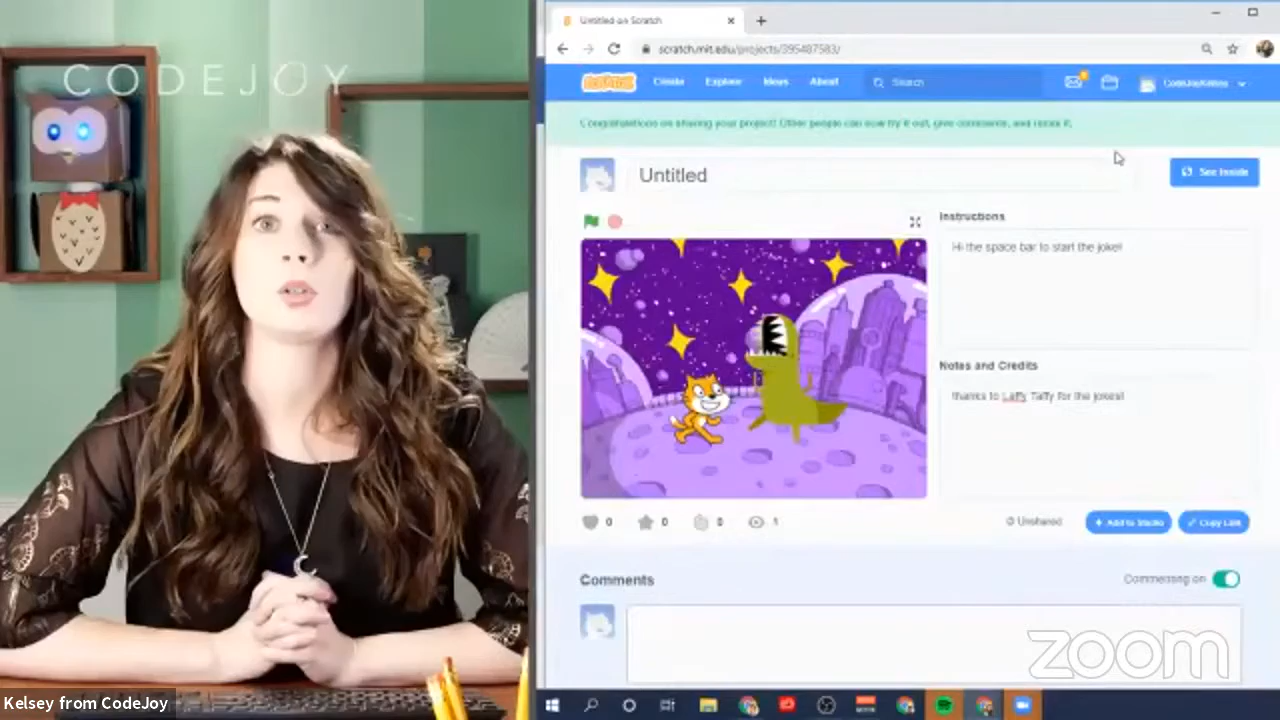 CODEJOY
Kelsey from CodeJoy
Untitled on Scratch
scratch.mit.edu/projects/395487583/
SCRATCH
Create
Explore
Ideas
About
Search
Congratulations on sharing your project! Other people can now try it out, give comments, and remix it.
Untitled
See inside
Instructions
Hi the space bar to start the joke!
Notes and Credits
thanks to Laffy Taffy for the jokes!
0
0
0
1
Unshared
Add to Studio
Copy Link
Comments
Commenting on
zoom